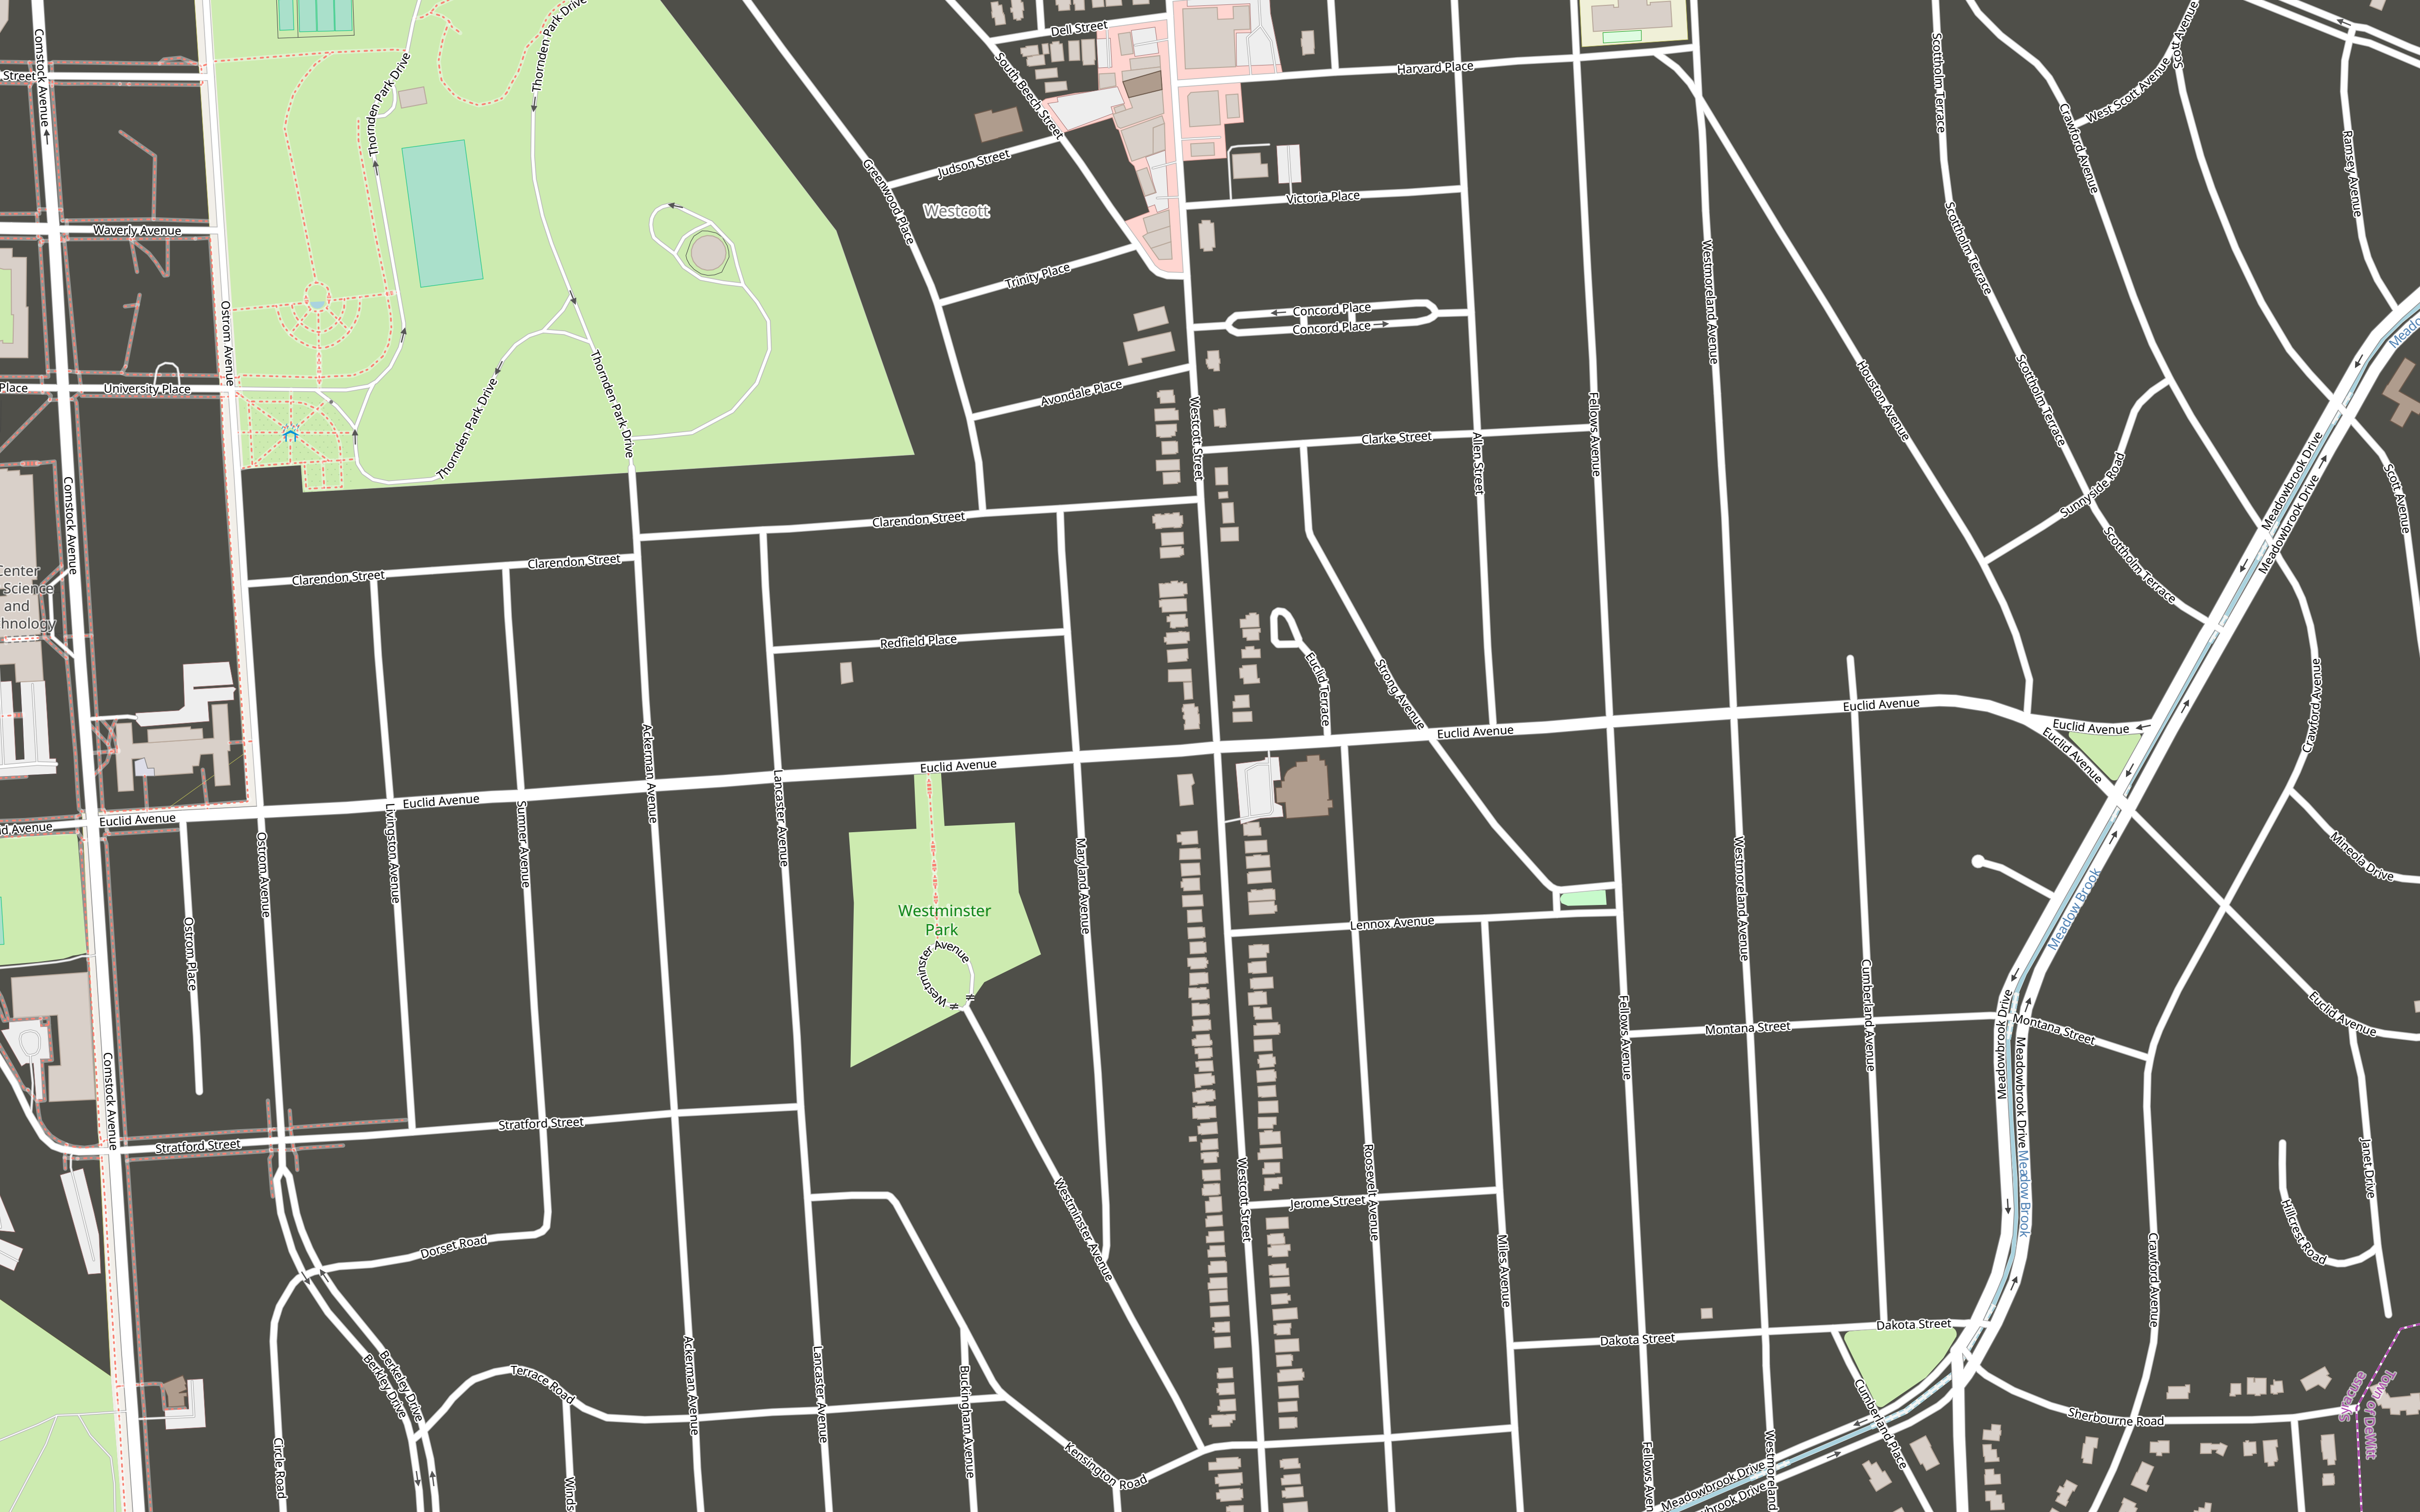 Comstock Avenue
Street
Thornden Park Drive
Thornden Park Drive
Dell Street
South Beech Street
Harvard Place
Scottholm Terrace
Scott Avenue
West Scott Avenue
Crawford Avenue
Ramsey Avenue
Judson Street
Greenwood Place
Westcott
Victoria Place
Waverly Avenue
Scottholm Terrace
Westmoreland Avenue
Trinity Place
Concord Place
Concord Place
Ostrom Avenue
Place
University Place
Thornden Park Drive
Thornden Park Drive
Avondale Place
Westcott Street
Scottholm Terrace
Houston Avenue
Fellows Avenue
Clarke Street
Allen Street
Meadowbrook Drive
Meadowbrook Drive
Scott Avenue
Sunnyside Road
Comstock Avenue
Clarendon Street
Clarendon Street
Clarendon Street
Scottholm Terrace
Center
Science
and
Redfield Place
Euclid Terrace
Strong Avenue
Crawford Avenue
Euclid Avenue
Euclid Avenue
Euclid Avenue
Euclid Avenue
Ackerman Avenue
Euclid Avenue
Lancaster Avenue
Euclid Avenue
Euclid Avenue
Avenue
Livingston Avenue
Sumner Avenue
Ostrom Avenue
Maryland Avenue
Westmoreland Avenue
Mineola Drive
Westminster
Park
Westminster Avenue
Lennox Avenue
Meadow Brook
Ostrom Place
Cumberland Avenue
Euclid Avenue
Fellows Avenue
Montana Street
Montana Street
Meadowbrook Drive
Meadowbrook Drive
Comstock Avenue
Stratford Street
Stratford Street
Westminster Avenue
Westcott Street
Jerome Street
Roosevelt Avenue
Meadow Brook
Janet Drive
Hillcrest Road
Dorset Road
Miles Avenue
Crawford Avenue
Dakota Street
Dakota Street
Berkeley Drive
Berkley Drive
Terrace Road
Ackerman Avenue
Lancaster Avenue
Buckingham Avenue
Cumberland Place
Sherbourne Road
Syracuse
Town
Of DeWitt
Circle Road
Kensington Road
Meadowbrook Drive
Westmoreland